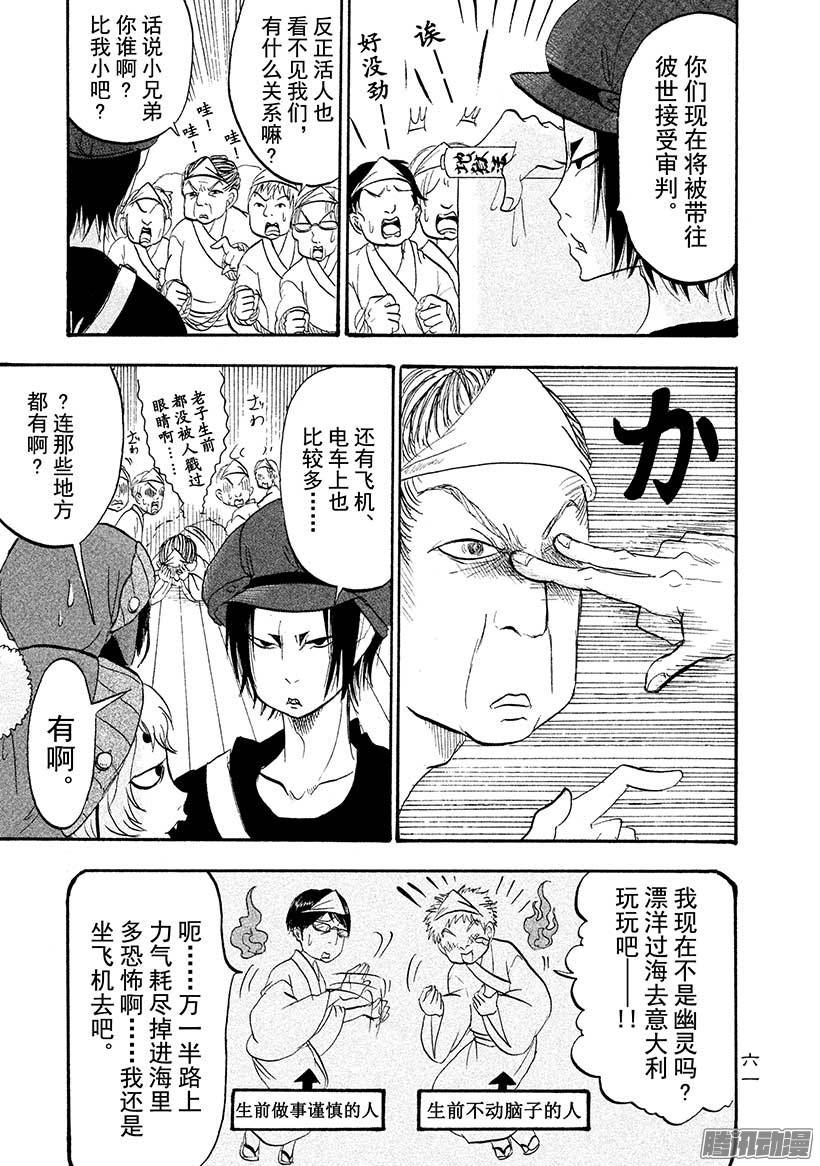 你们现在将被带往
彼世接受审判。
诶——
好没劲——
地獄送
反正活人也
看不见我们，
有什么关系嘛？
话说小兄弟
你谁啊？
比我小吧？
哇！
哇！
哇！
か
还有飞机、
电车上也
比较多……
ざわ
老子生前
都没被人戳过
眼睛啊……
ざわ
？连那些地方
都有啊？
有啊。
我现在不是幽灵吗？
漂洋过海去意大利
玩玩吧——!!
生前不动脑子的人
生前做事谨慎的人
呃……万一半路上
力气耗尽掉进海里
多恐怖啊……我还是
坐飞机去吧。
六一
腾讯动漫